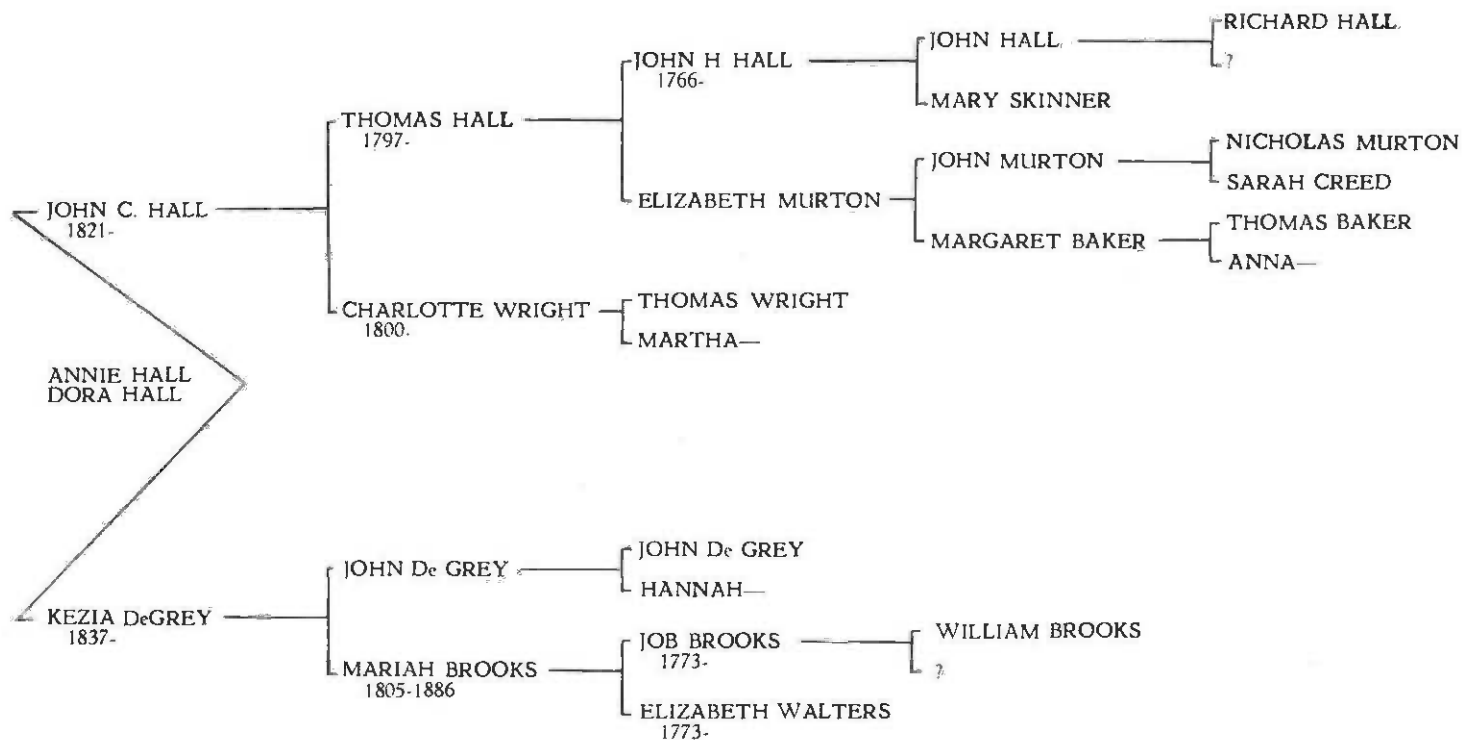 RICHARD HALL
?
JOHN HALL
JOHN H HALL
1766-
MARY SKINNER
THOMAS HALL
1797-
NICHOLAS MURTON
JOHN MURTON
SARAH CREED
ELIZABETH MURTON
JOHN C. HALL
1821-
THOMAS BAKER
MARGARET BAKER
ANNA—
CHARLOTTE WRIGHT
1800-
THOMAS WRIGHT
MARTHA—
ANNIE HALL
DORA HALL
JOHN De GREY
JOHN De GREY
HANNAH—
KEZIA DeGREY
1837-
WILLIAM BROOKS
JOB BROOKS
1773-
?
MARIAH BROOKS
1805-1886
ELIZABETH WALTERS
1773-